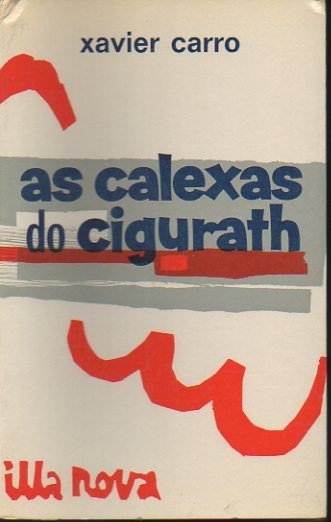 xavier carro
as calexas
do cigurath
illa nova